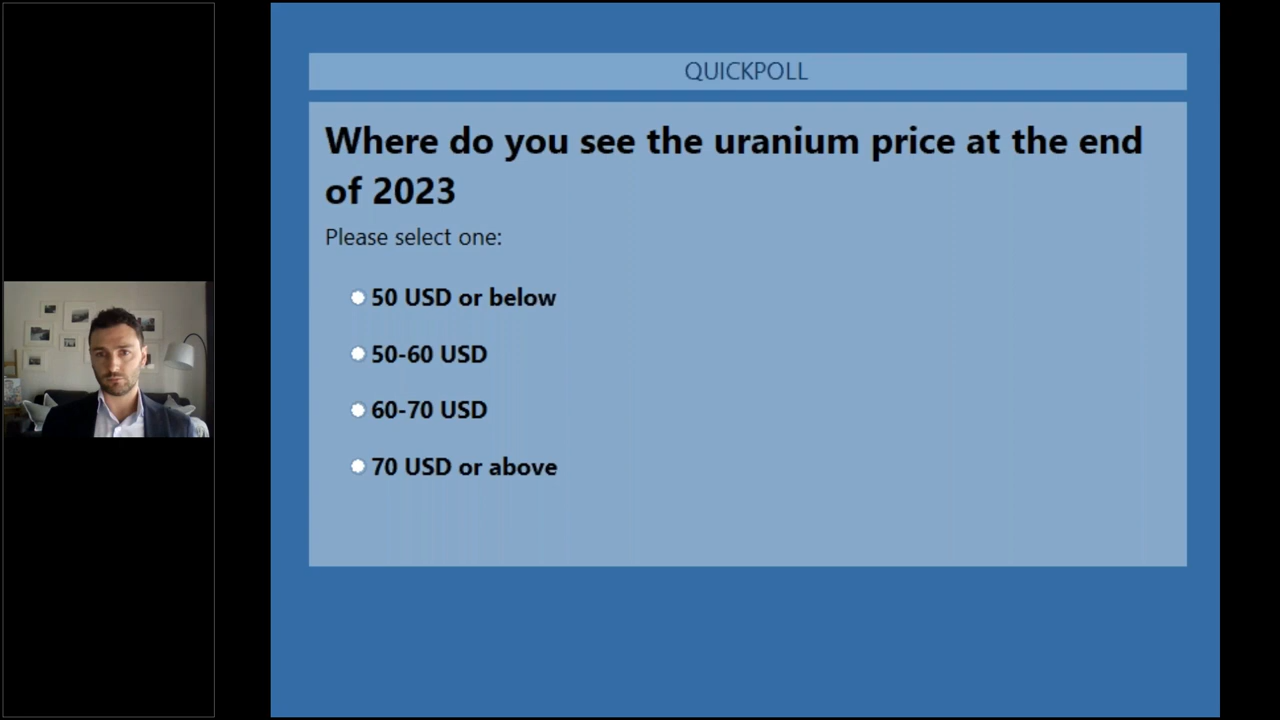 QUICKPOLL
Where do you see the uranium price at the end
of 2023
Please select one:
50 USD or below
50-60 USD
60-70 USD
70 USD or above